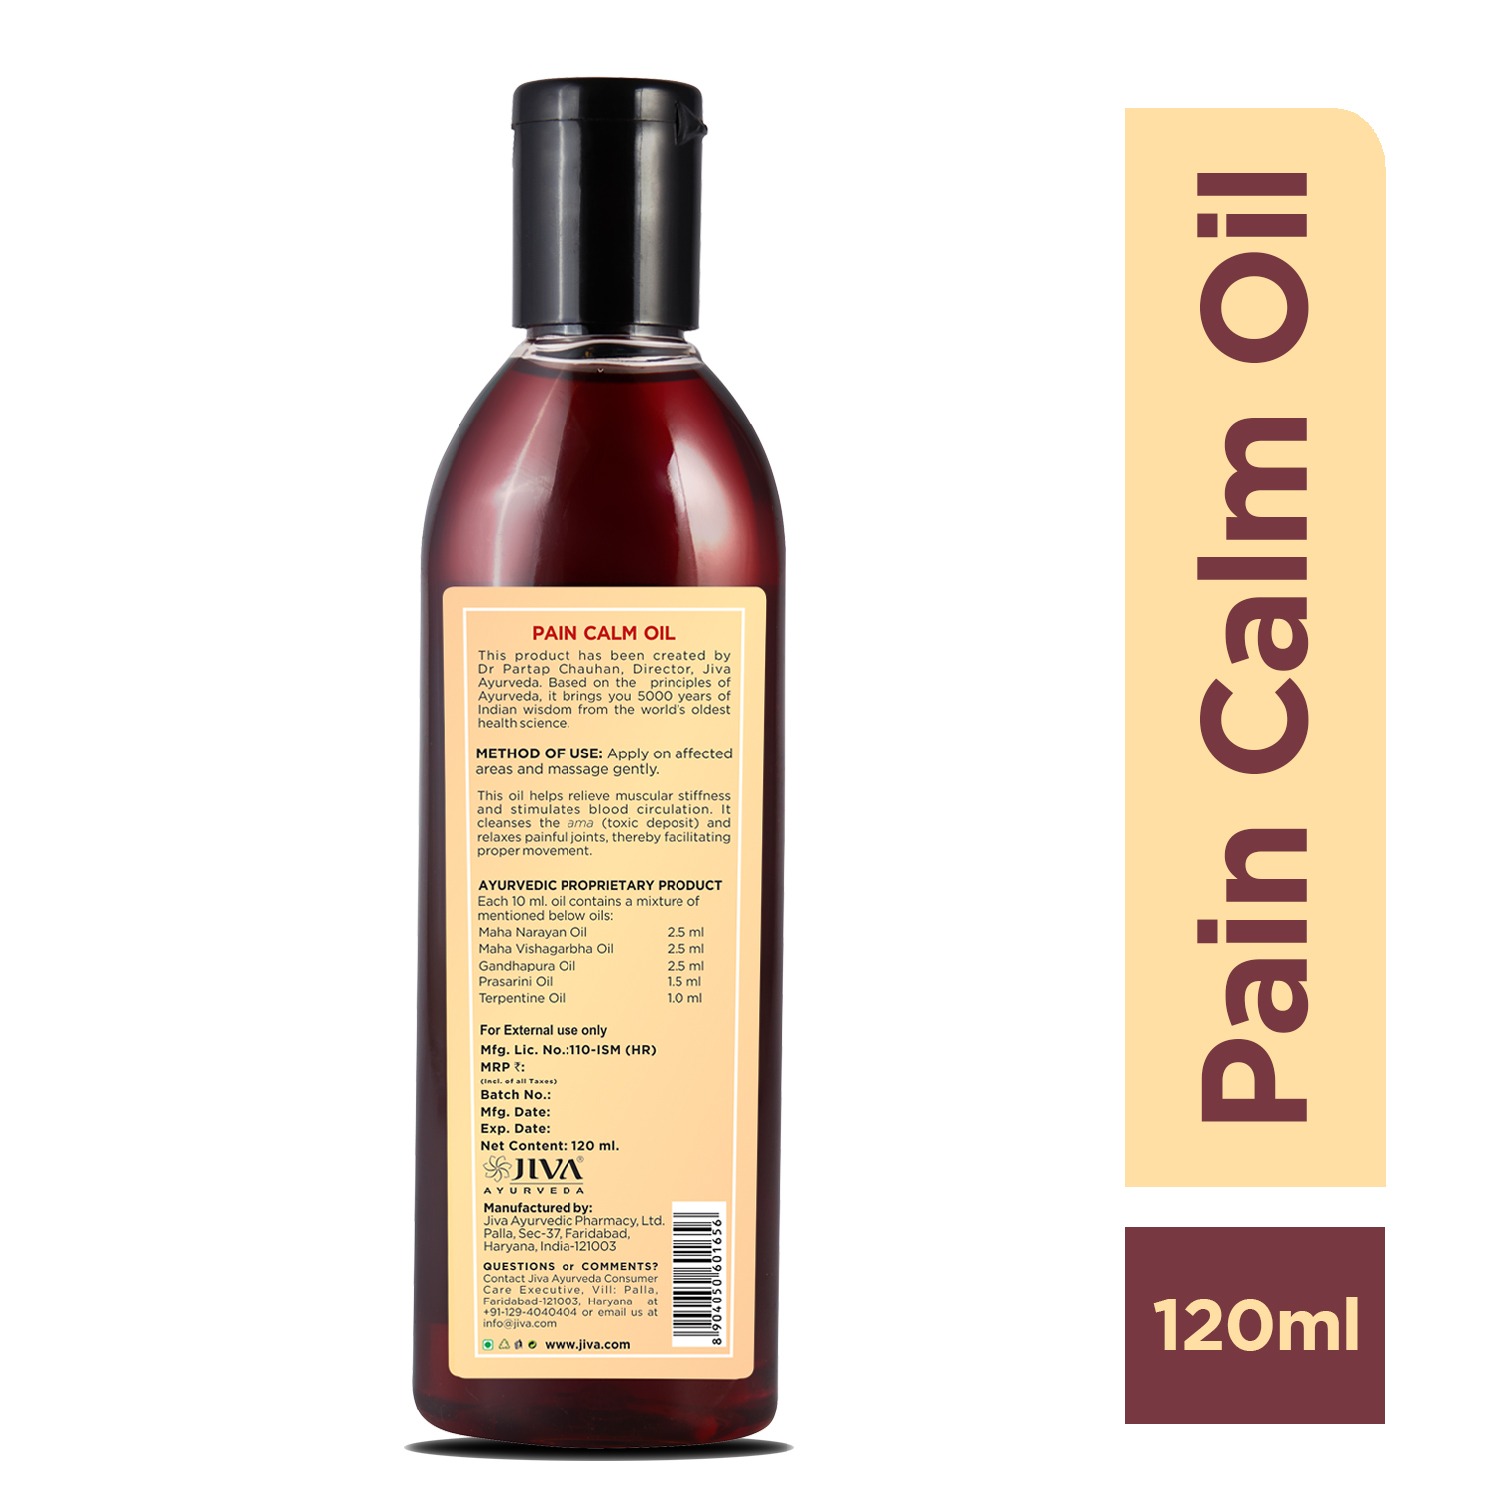 PAIN CALM OIL
This product has been created by
Dr Partap Chauhan, Director, Jiva
Ayurveda. Based on the principles of
Ayurveda, it brings you 5000 years of
Indian wisdom from the world's oldest
health science.
METHOD OF USE: Apply on affected
areas and massage gently.
This oil helps relieve muscular stiffness
and stimulates blood circulation. It
cleanses the ama (toxic deposit) and
relaxes painful joints, thereby facilitating
proper movement.
AYURVEDIC PROPRIETARY PRODUCT
Each 10 ml. oil contains a mixture of
mentioned below oils:
Maha Narayan Oil 2.5 ml
Maha Vishagarbha Oil 2.5 ml
Gandhapura Oil 2.5 ml
Prasarini Oil 1.5 ml
Terpentine Oil 1.0 ml
For External use only
Mfg. Lic. No.:110-ISM (HR)
MRP ₹:
(Incl. of all Taxes)
Batch No.:
Mfg. Date:
Exp. Date:
Net Content: 120 ml.
JIVA®
AYURVEDA
Manufactured by:
Jiva Ayurvedic Pharmacy, Ltd.
Palla, Sec-37, Faridabad,
Haryana, India-121003
QUESTIONS or COMMENTS?
Contact Jiva Ayurveda Consumer
Care Executive, Vill: Palla,
Faridabad-121003, Haryana at
+91-129-4040404 or email us at
info@jiva.com
www.jiva.com
8 904050 601656
Pain Calm Oil
120ml